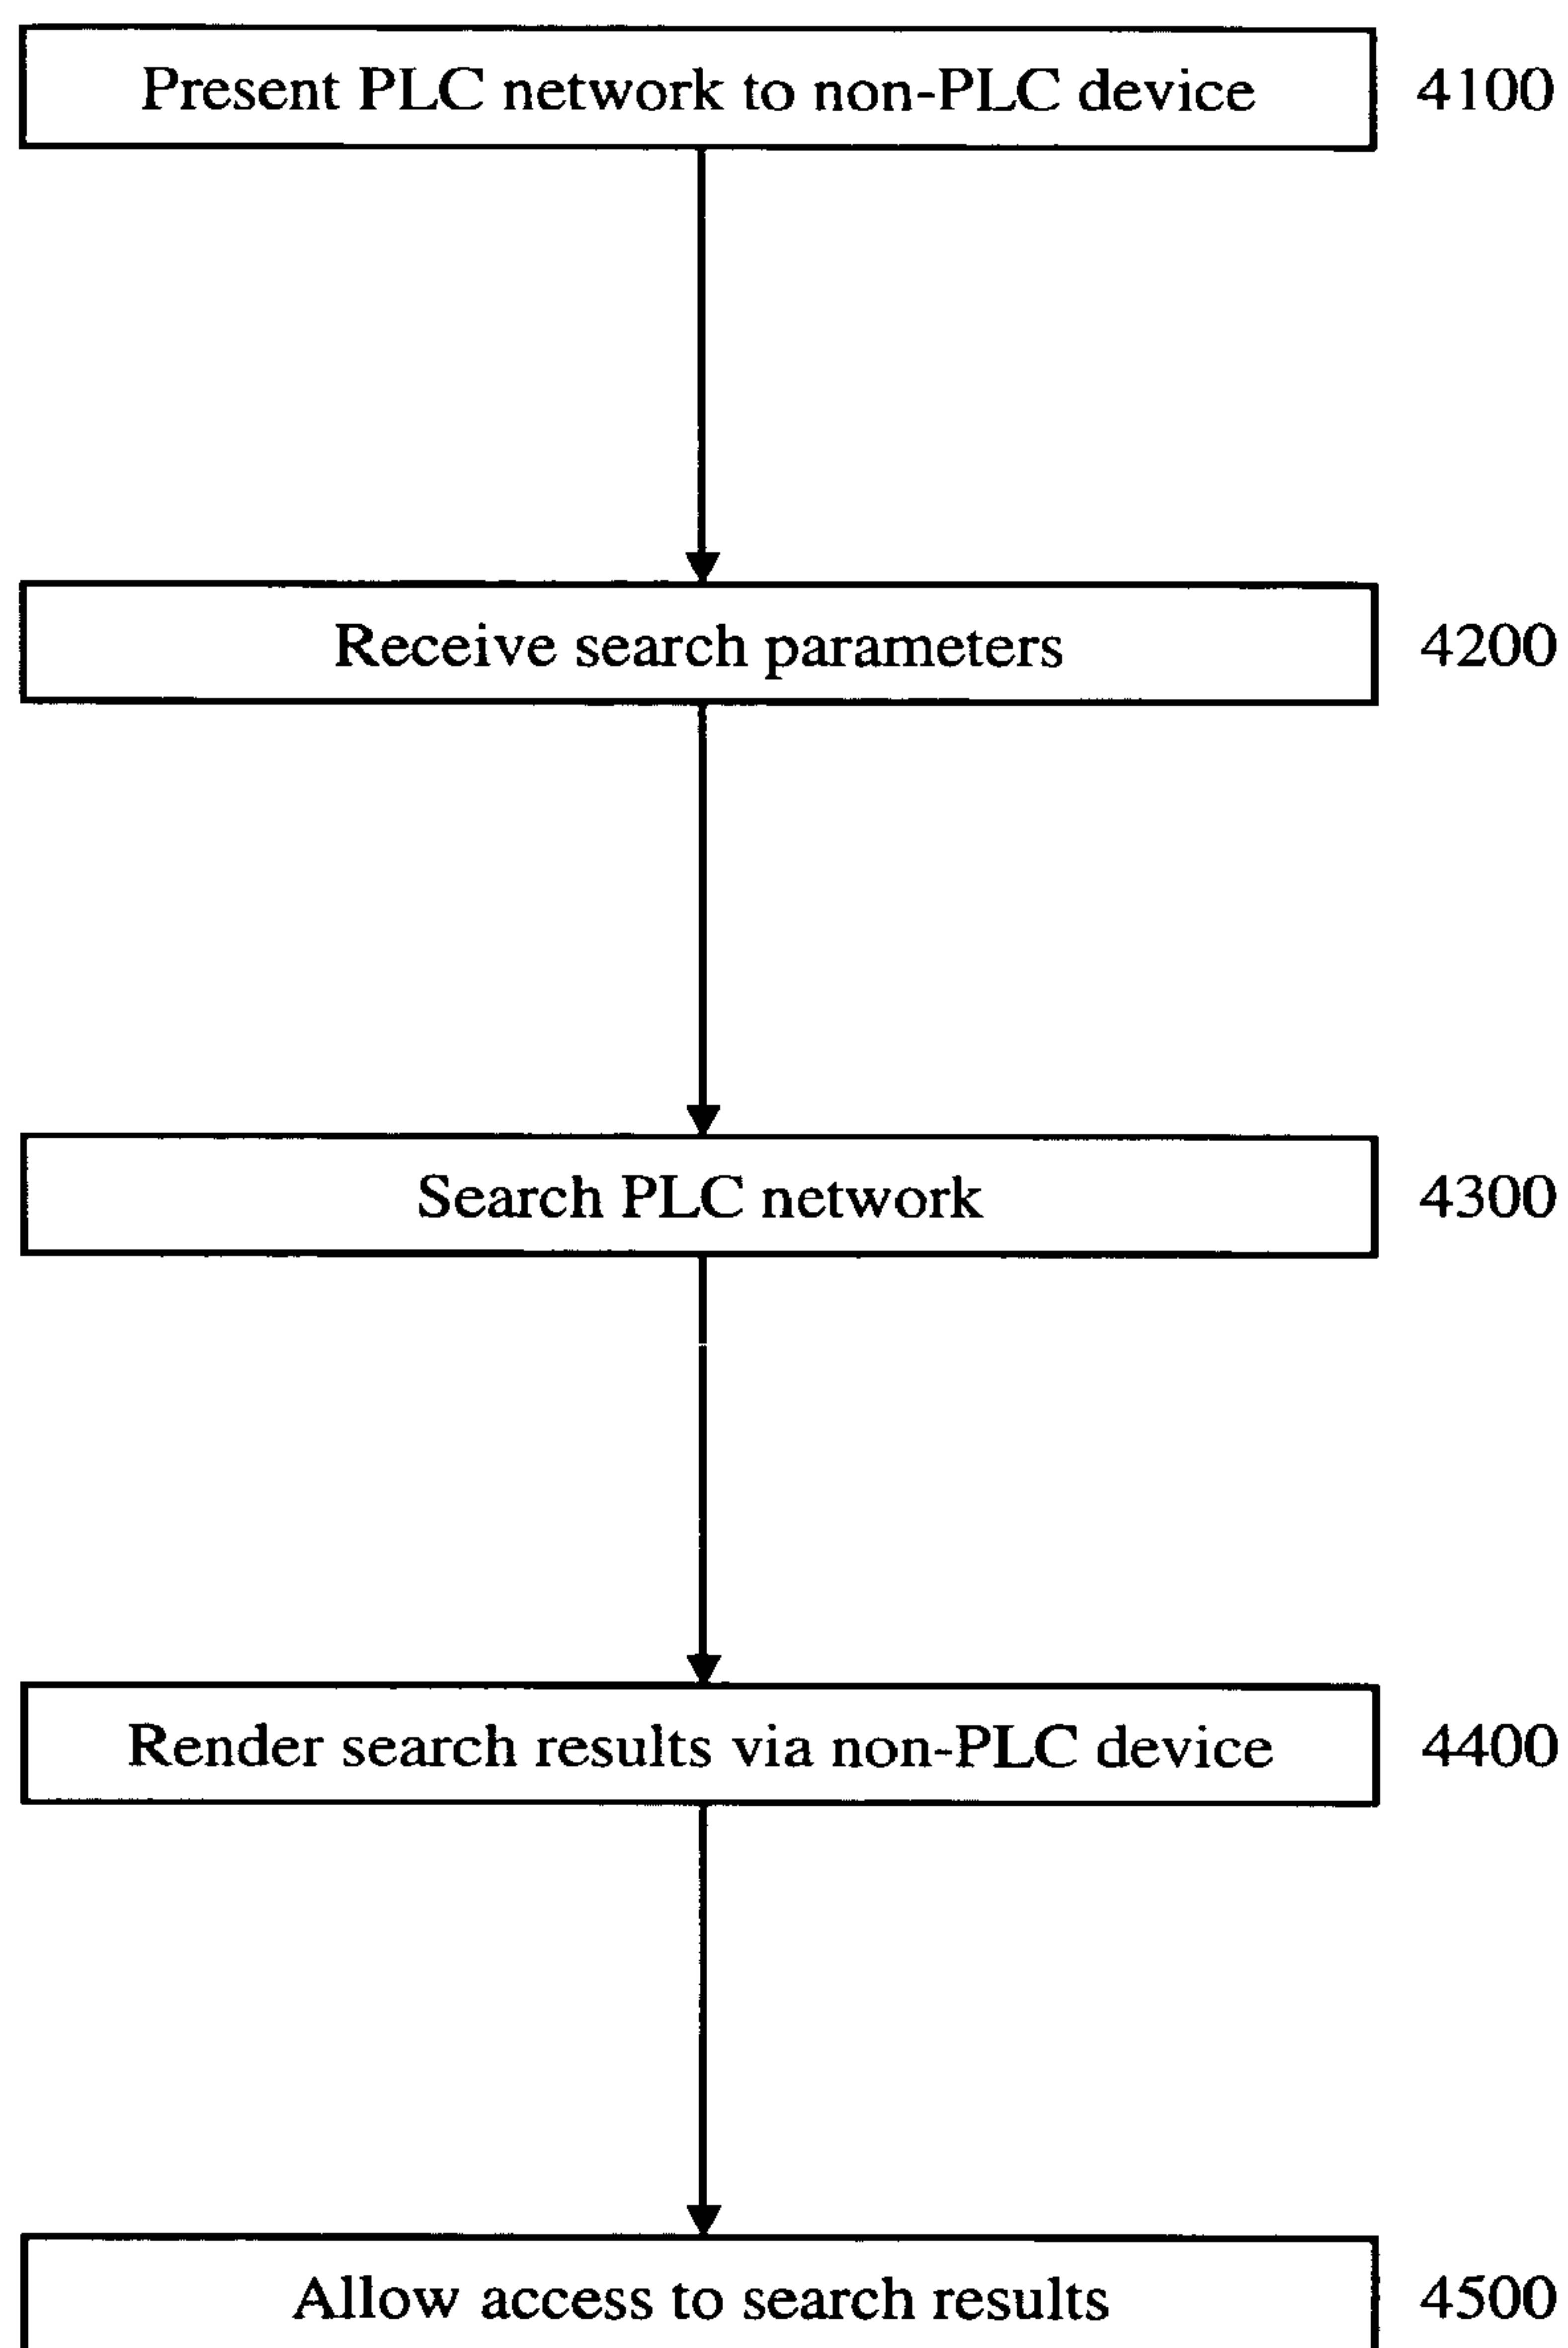 Present PLC network to non-PLC device 4100
Receive search parameters 4200
Search PLC network 4300
Render search results via non-PLC device 4400
Allow access to search results 4500